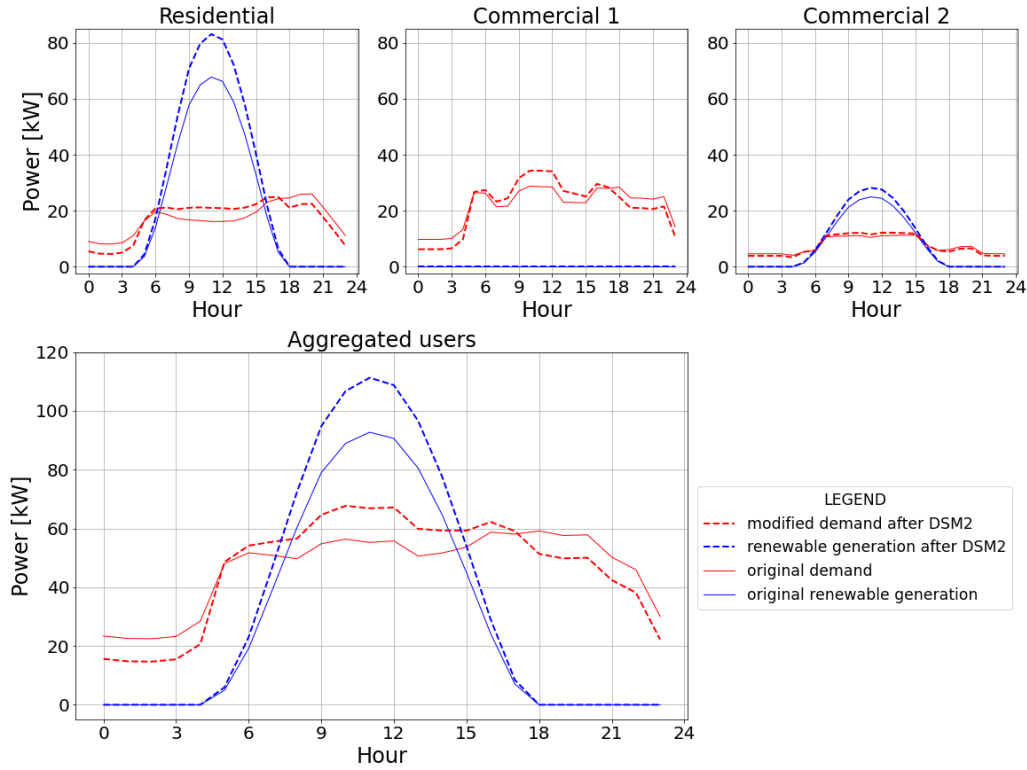 Residential
Commercial 1
Commercial 2
Power [kW]
80
60
40
20
0
0 3 6 9 12 15 18 21 24
Hour
80
60
40
20
0
0 3 6 9 12 15 18 21 24
Hour
80
60
40
20
0
0 3 6 9 12 15 18 21 24
Hour
Aggregated users
Power [kW]
120
100
80
60
40
20
0
0 3 6 9 12 15 18 21 24
Hour
LEGEND
modified demand after DSM2
renewable generation after DSM2
original demand
original renewable generation